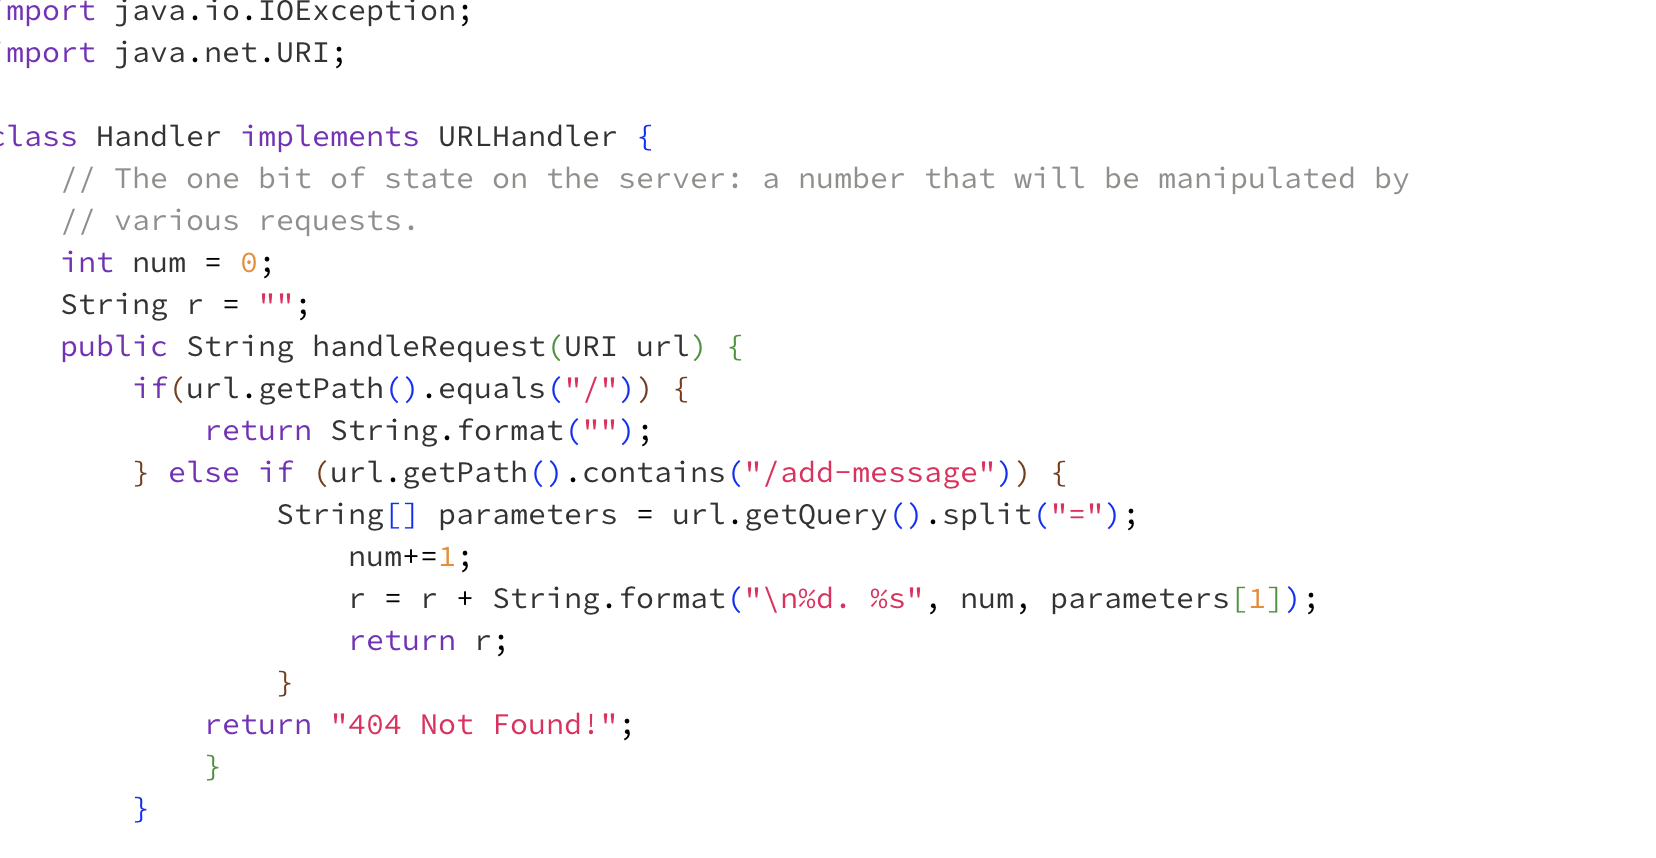 mport java.io.IOException;
mport java.net.URI;
class Handler implements URLHandler {
// The one bit of state on the server: a number that will be manipulated by
// various requests.
int num = 0;
String r = "";
public String handleRequest(URI url) {
if(url.getPath().equals("/")) {
return String.format("");
} else if (url.getPath().contains("/add-message")) {
String[] parameters = url.getQuery().split("=");
num+=1;
r = r + String.format("\n%d. %s", num, parameters[1]);
return r;
}
return "404 Not Found!";
}
}